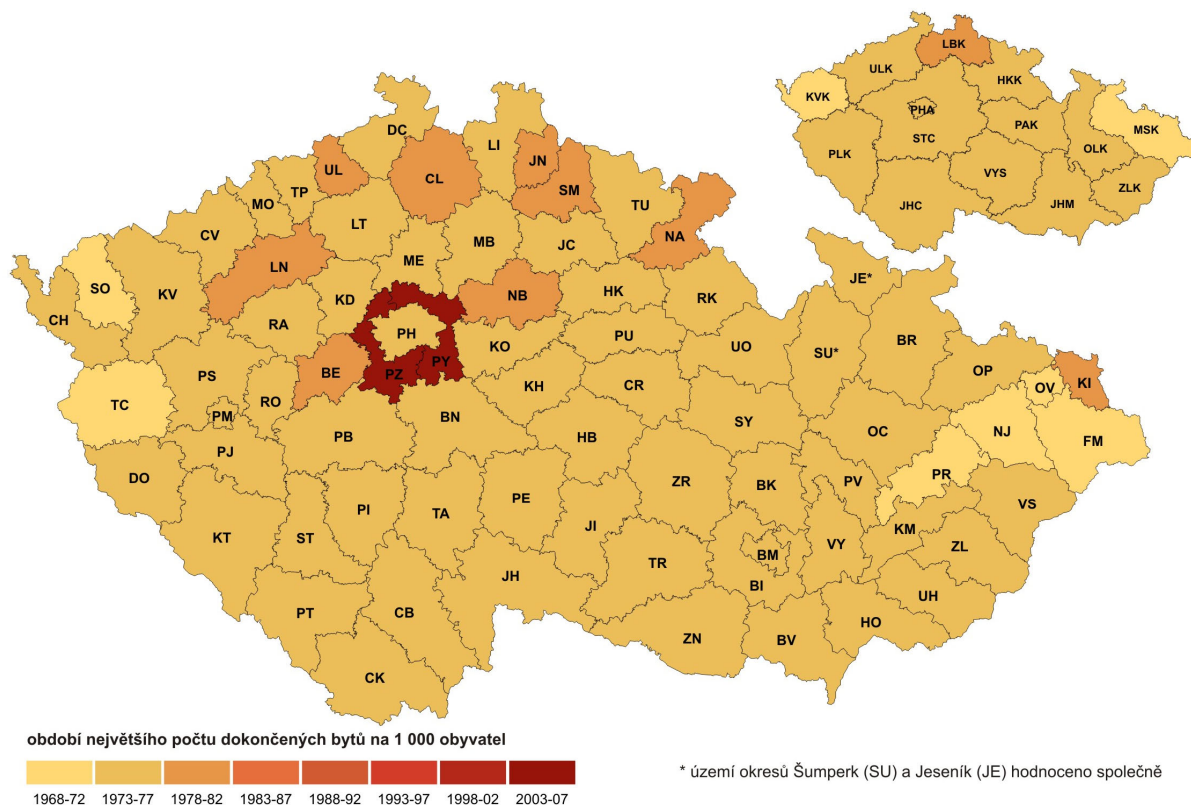 LBK
ULK
HKK
KVK
PHA
PAK
MSK
STC
OLK
PLK
VYS
ZLK
JHC
JHM
DC
LI
JN
UL
CL
SM
TP
MO
TU
LT
CV
NA
MB
JC
ME
LN
JE*
SO
KV
NB
HK
RK
KD
CH
RA
PH
PU
KO
UO
SU*
BR
PY
PZ
BE
OP
KI
PS
OV
RO
KH
CR
TC
PM
BN
SY
OC
NJ
FM
PB
HB
PJ
DO
PR
ZR
BK
PV
PE
VS
PI
TA
JI
KM
KT
ST
VY
ZL
BM
TR
JH
BI
UH
PT
CB
HO
ZN
BV
CK
období největšího počtu dokončených bytů na 1 000 obyvatel
* území okresů Šumperk (SU) a Jeseník (JE) hodnoceno společně
1968-72 1973-77 1978-82 1983-87 1988-92 1993-97 1998-02 2003-07